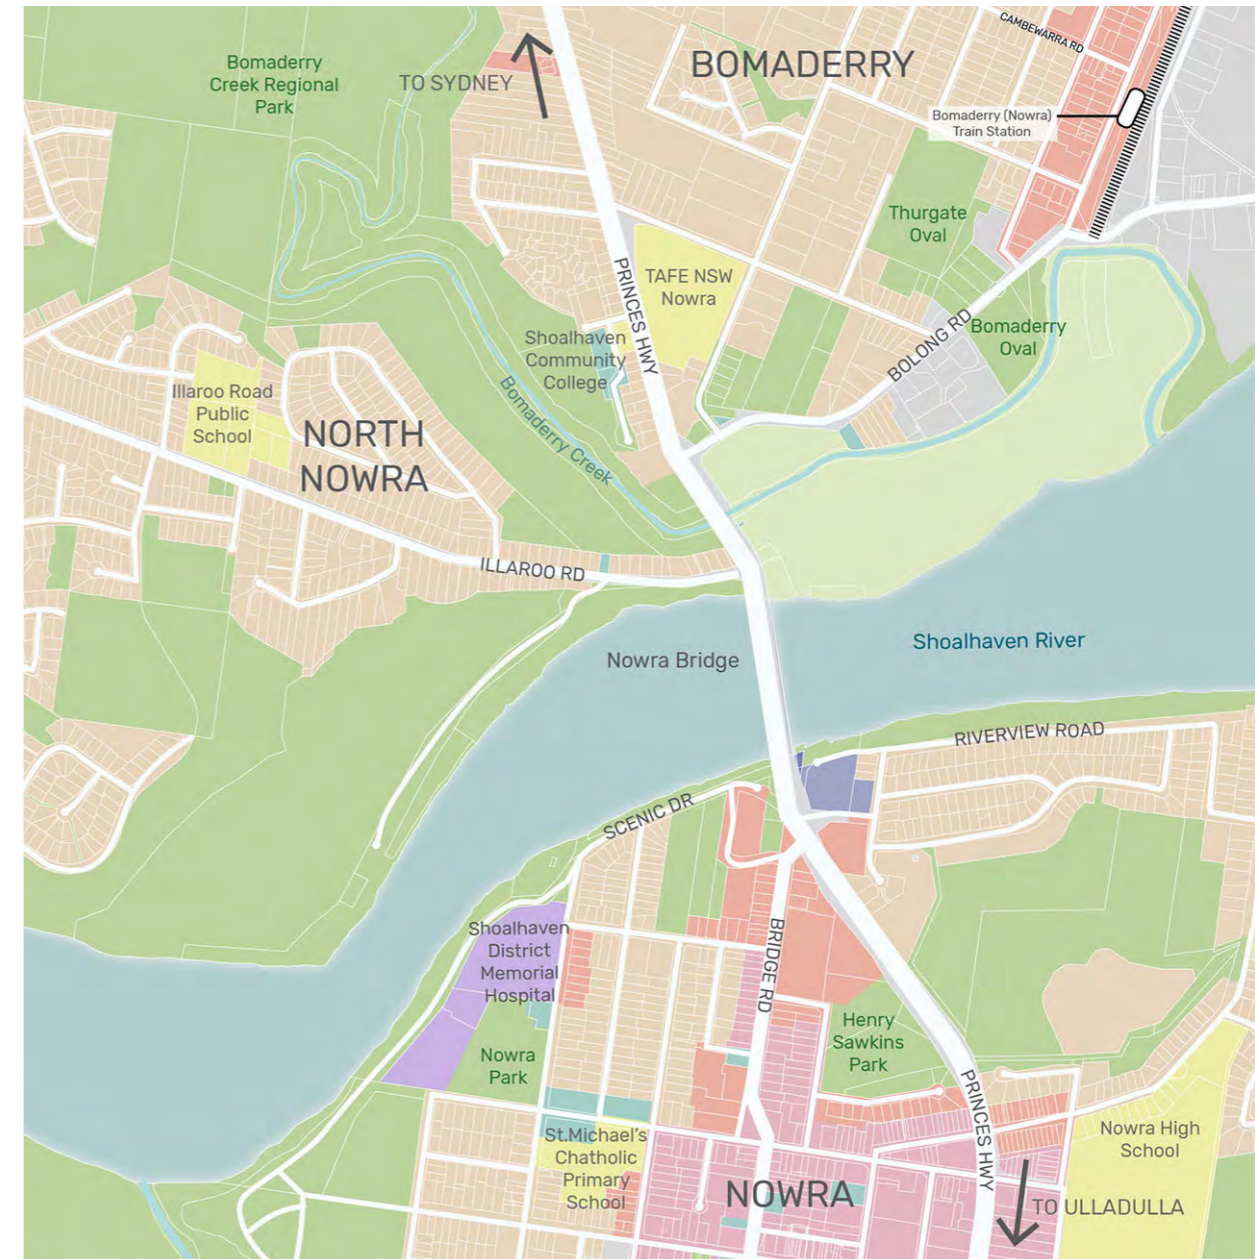 CAMBEWARRA RD
BOMADERRY
Bomaderry
Creek Regional
Park
TO SYDNEY
Bomaderry (Nowra)
Train Station
Thurgate
Oval
PRINCES HWY
TAFE NSW
Nowra
Shoalhaven
Community
College
BOLONG RD
Bomaderry
Oval
Illaroo Road
Public
School
NORTH
NOWRA
Bomaderry Creek
ILLAROO RD
Nowra Bridge
Shoalhaven River
RIVERVIEW ROAD
SCENIC DR
Shoalhaven
District
Memorial
Hospital
BRIDGE RD
Henry
Sawkins
Park
Nowra
Park
PRINCES HWY
St.Michael's
Chatholic
Primary
School
Nowra High
School
NOWRA
TO ULLADULLA